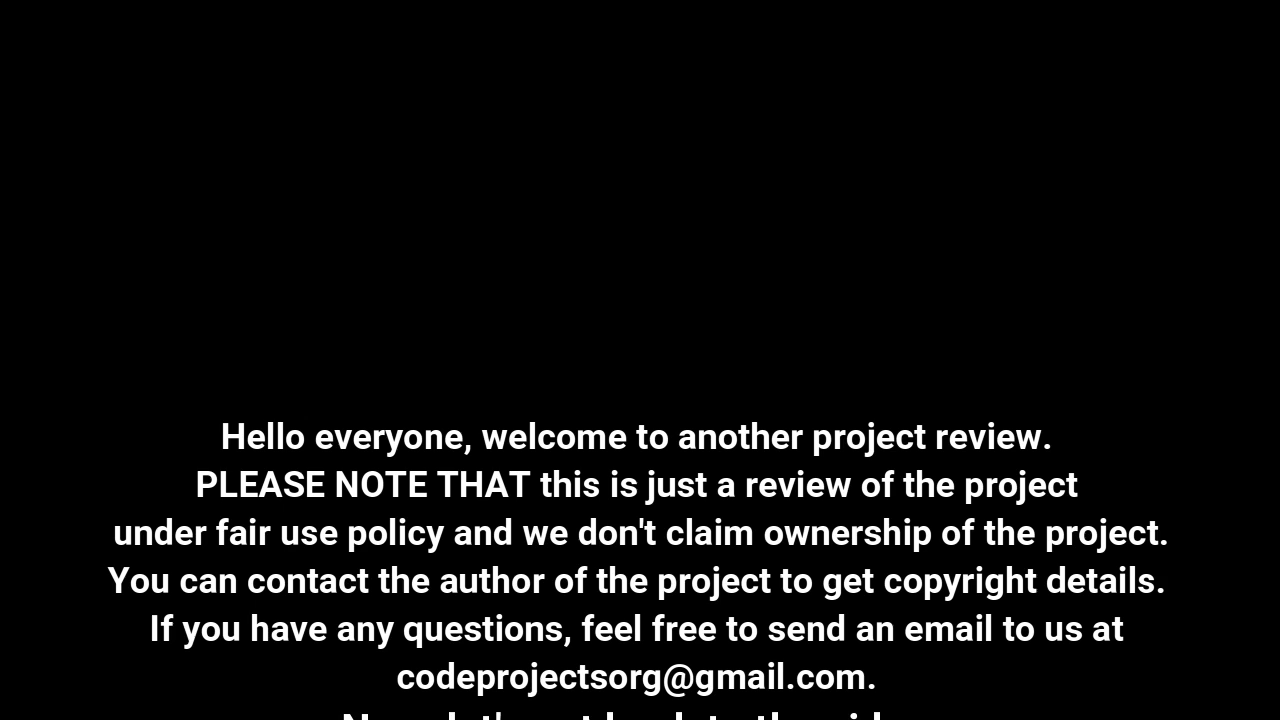 Hello everyone, welcome to another project review.
PLEASE NOTE THAT this is just a review of the project
under fair use policy and we don't claim ownership of the project.
You can contact the author of the project to get copyright details.
If you have any questions, feel free to send an email to us at
codeprojectsorg@gmail.com.